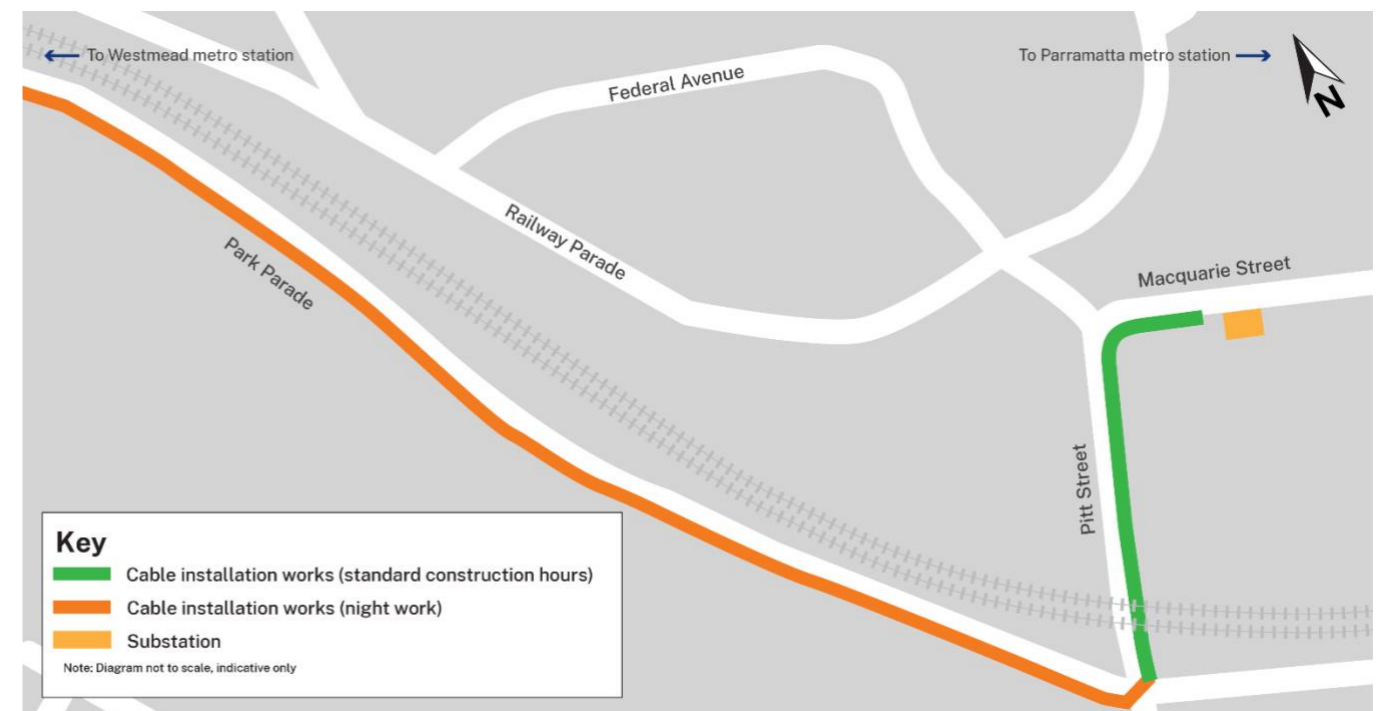 To Westmead metro station
To Parramatta metro station
N
Federal Avenue
Railway Parade
Park Parade
Macquarie Street
Pitt Street
Key
Cable installation works (standard construction hours)
Cable installation works (night work)
Substation
Note: Diagram not to scale, indicative only